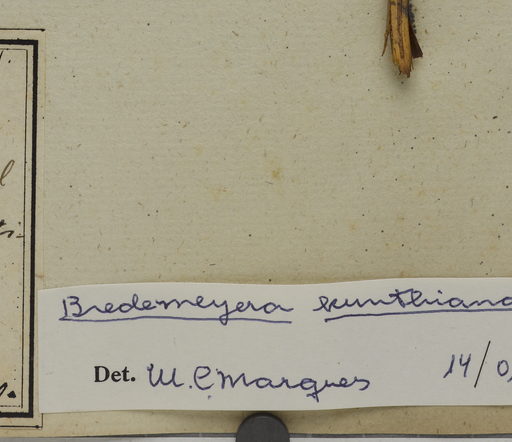 Bredemeyera kunthiana
Det. M. C. Marques 14/0